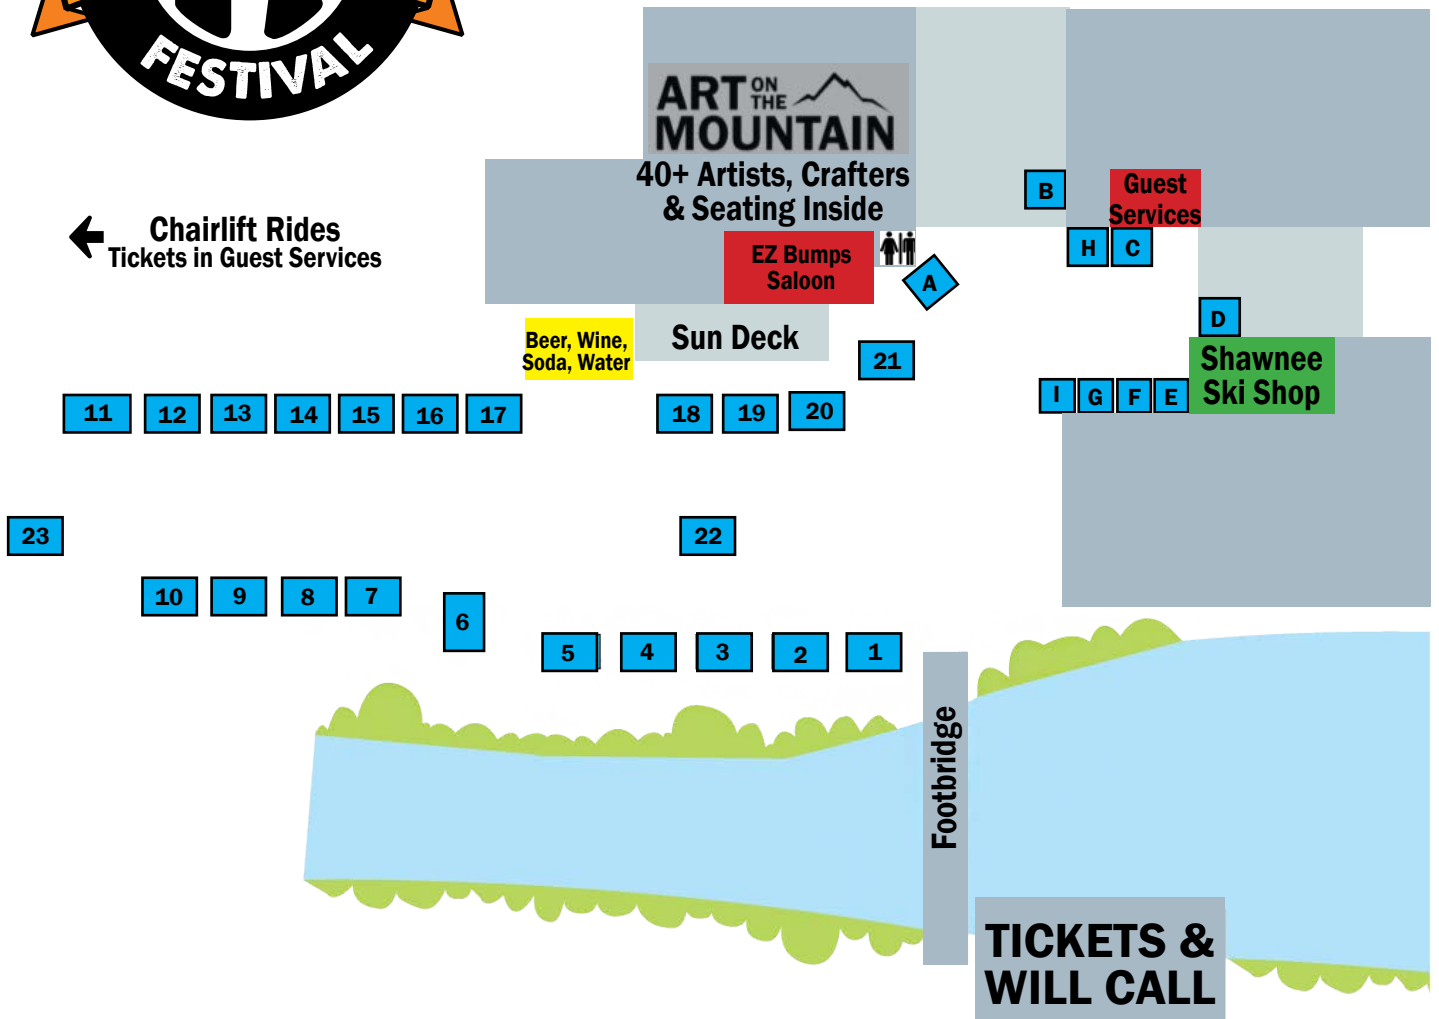 FESTIVAL
ART ON THE
MOUNTAIN
40+ Artists, Crafters
& Seating Inside
B
Guest
Services
Chairlift Rides
Tickets in Guest Services
EZ Bumps
Saloon
A
H
C
D
Beer, Wine,
Soda, Water
Sun Deck
21
Shawnee
Ski Shop
I
G
F
E
11
12
13
14
15
16
17
18
19
20
23
22
10
9
8
7
6
5
4
3
2
1
Footbridge
TICKETS &
WILL CALL